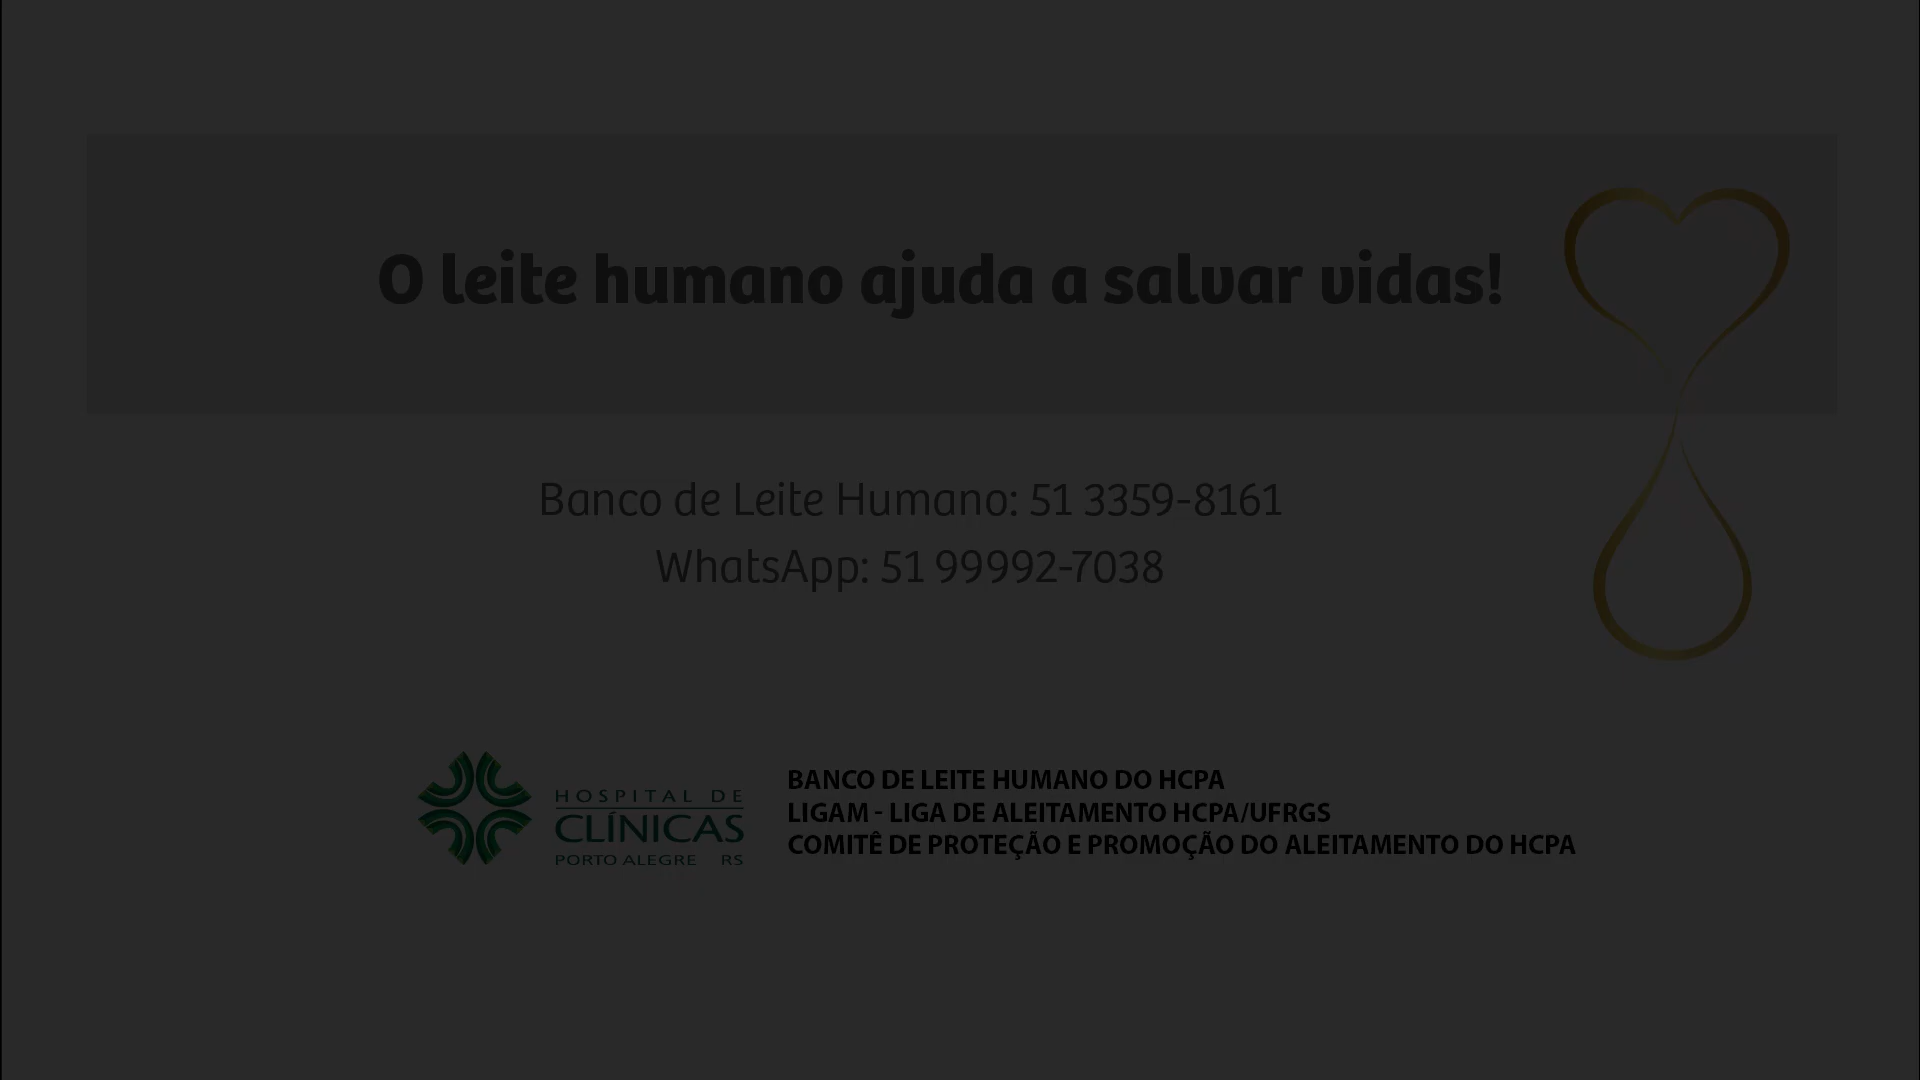 O leite humano ajuda a salvar vidas!
Banco de Leite Humano: 51 3359-8161
WhatsApp: 51 99992-7038
HOSPITAL DE
CLÍNICAS
PORTO ALEGRE RS
BANCO DE LEITE HUMANO DO HCPA
LIGAM - LIGA DE ALEITAMENTO HCPA/UFRGS
COMITÊ DE PROTEÇÃO E PROMOÇÃO DO ALEITAMENTO DO HCPA